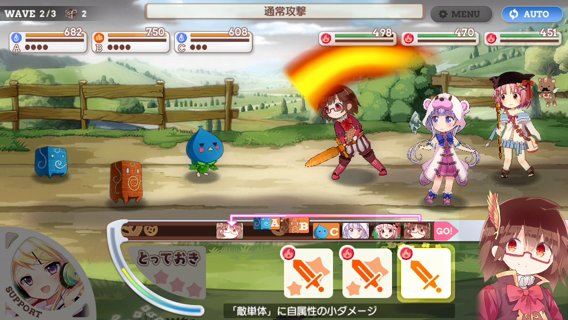 WAVE 2/3 2
通常攻撃
MENU
AUTO
682
A
750
B
608
C
498
470
451
A
B
C
GO!
とっておき
SUPPORT
「敵単体」に自属性の小ダメージ